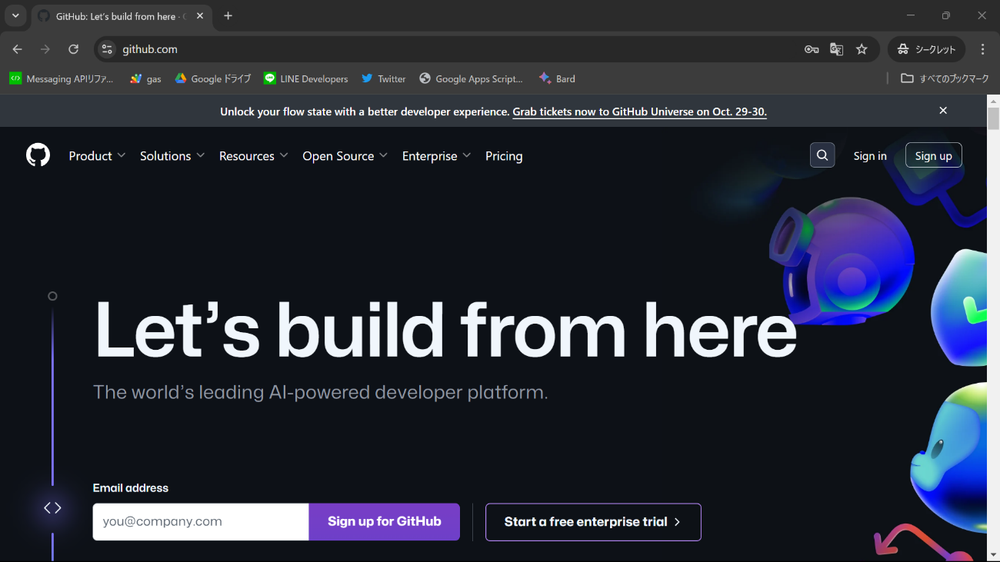 GitHub: Let's build from here ·
github.com
シークレット
Messaging APIリファ...
gas
Google ドライブ
LINE Developers
Twitter
Google Apps Script...
Bard
すべてのブックマーク
Unlock your flow state with a better developer experience. Grab tickets now to GitHub Universe on Oct. 29-30.
Product
Solutions
Resources
Open Source
Enterprise
Pricing
Sign in
Sign up
Let's build from here
The world's leading AI-powered developer platform.
Email address
you@company.com
Sign up for GitHub
Start a free enterprise trial